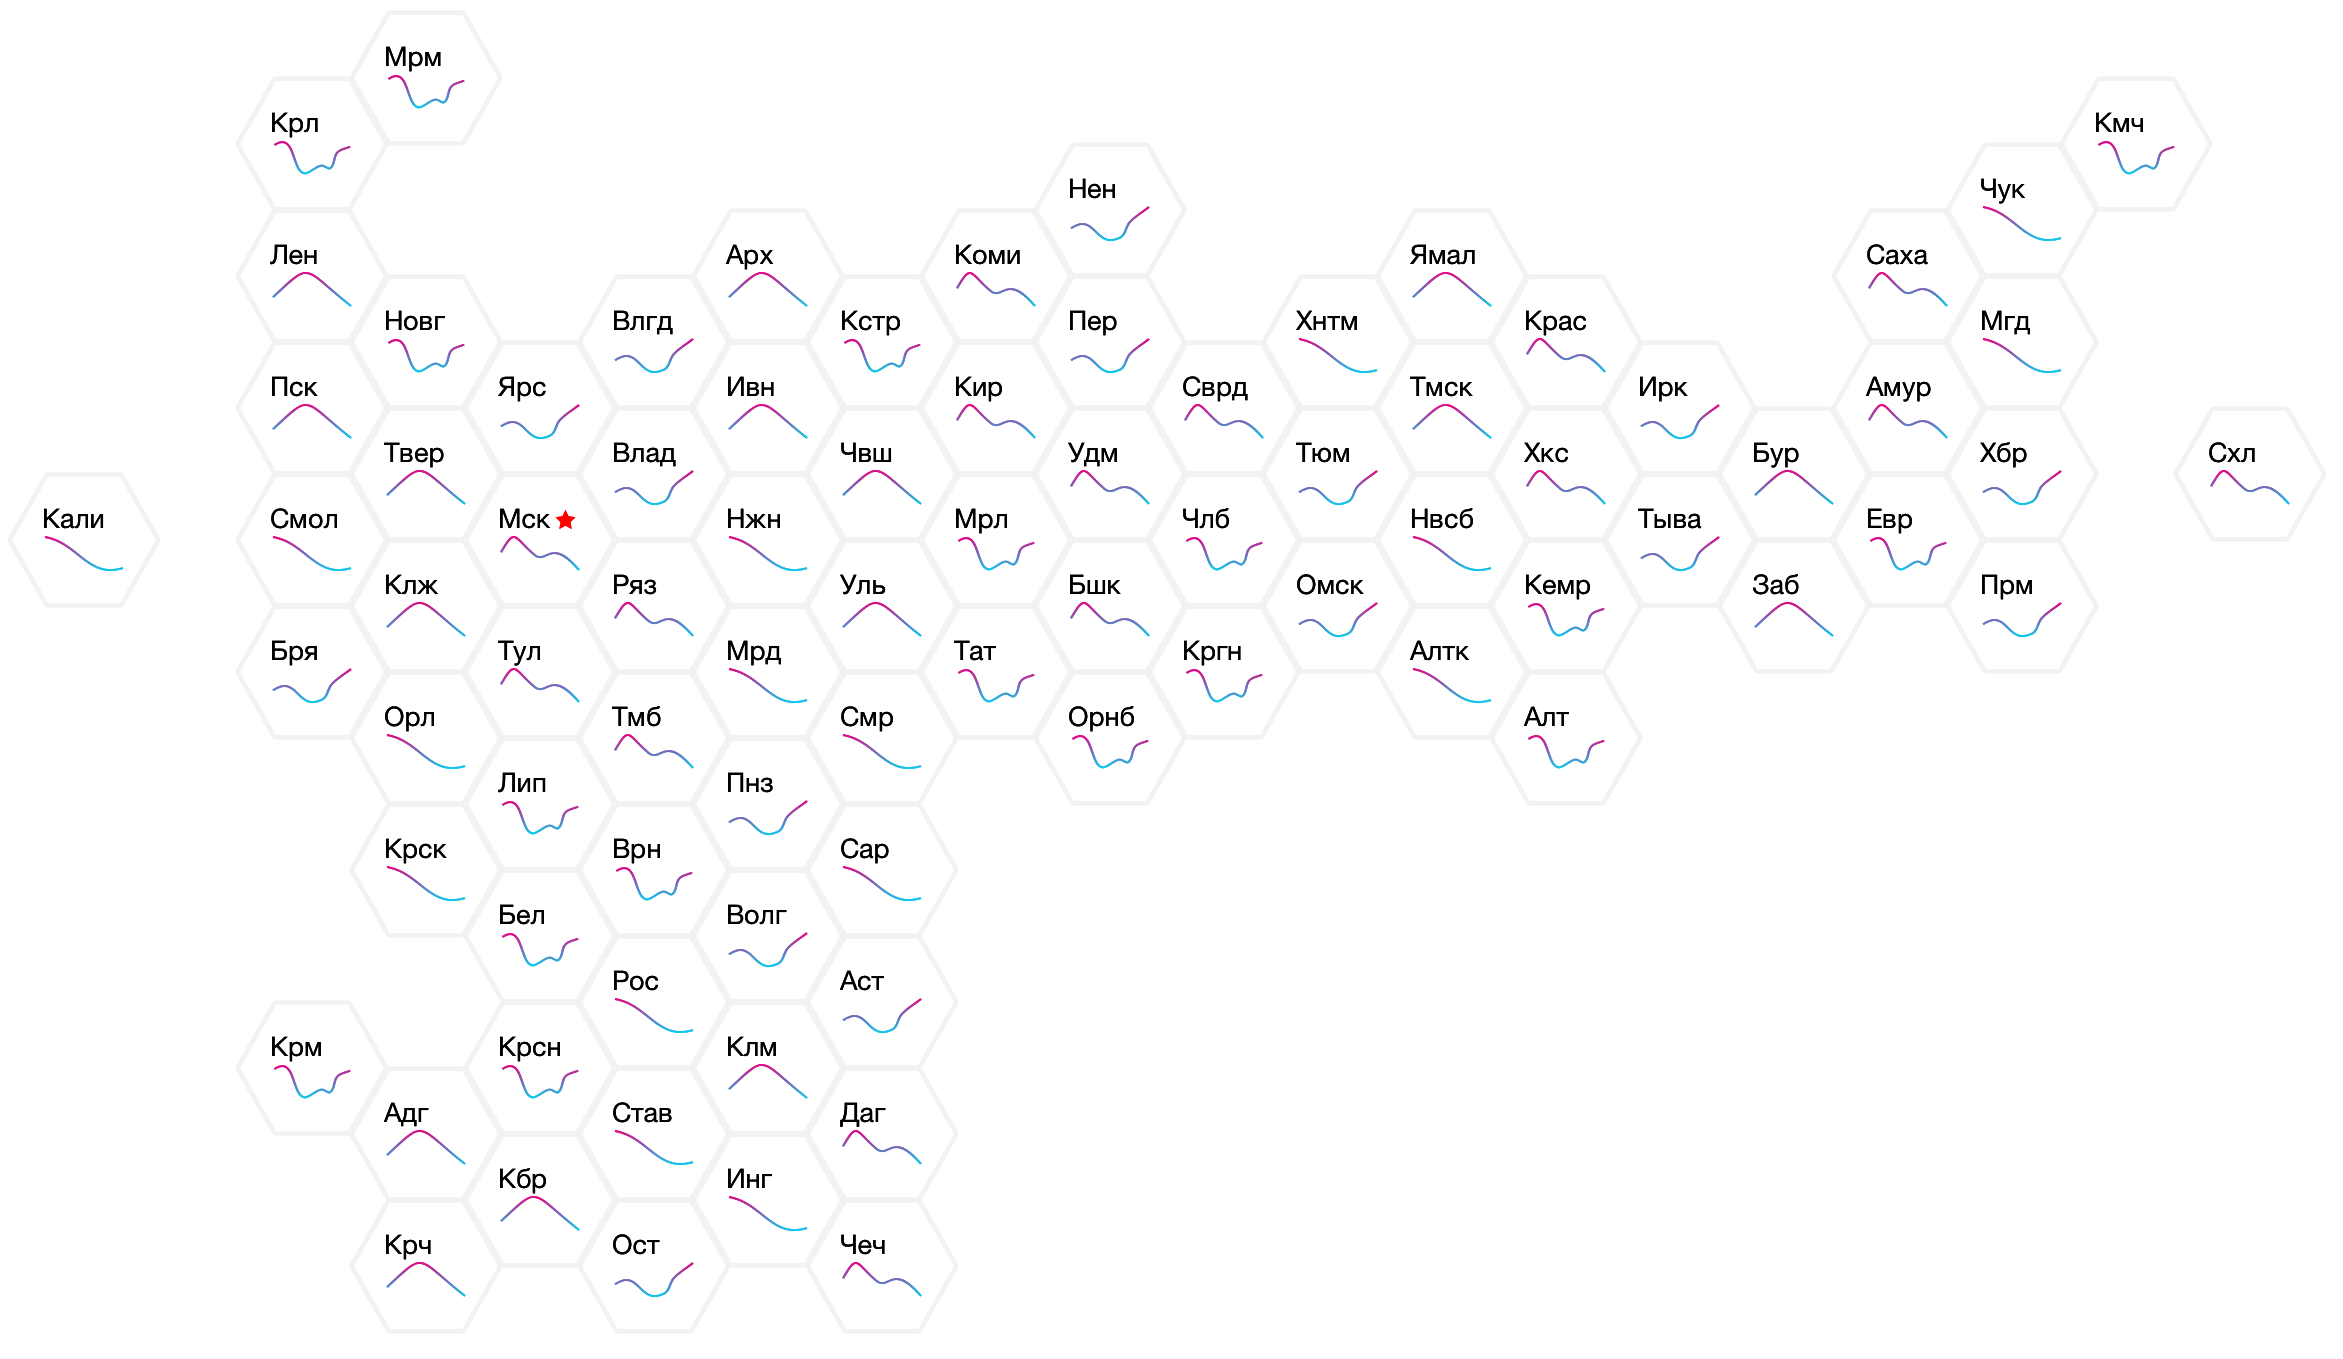 Мрм
Крл
Кмч
Нен
Чук
Лен
Арх
Коми
Ямал
Саха
Новг
Влгд
Кстр
Пер
Хнтм
Крас
Мгд
Пск
Ярс
Ивн
Кир
Сврд
Тмск
Ирк
Амур
Твер
Влад
Чвш
Удм
Тюм
Хкс
Бур
Хбр
Схл
Кали
Смол
Мск
Нжн
Мрл
Члб
Нвсб
Тыва
Евр
Клж
Ряз
Уль
Бшк
Омск
Кемр
Заб
Прм
Бря
Тул
Мрд
Тат
Кргн
Алтк
Орл
Тмб
Смр
Орнб
Алт
Лип
Пнз
Крск
Врн
Сар
Бел
Волг
Рос
Аст
Крм
Крсн
Клм
Адг
Став
Даг
Кбр
Инг
Крч
Ост
Чеч